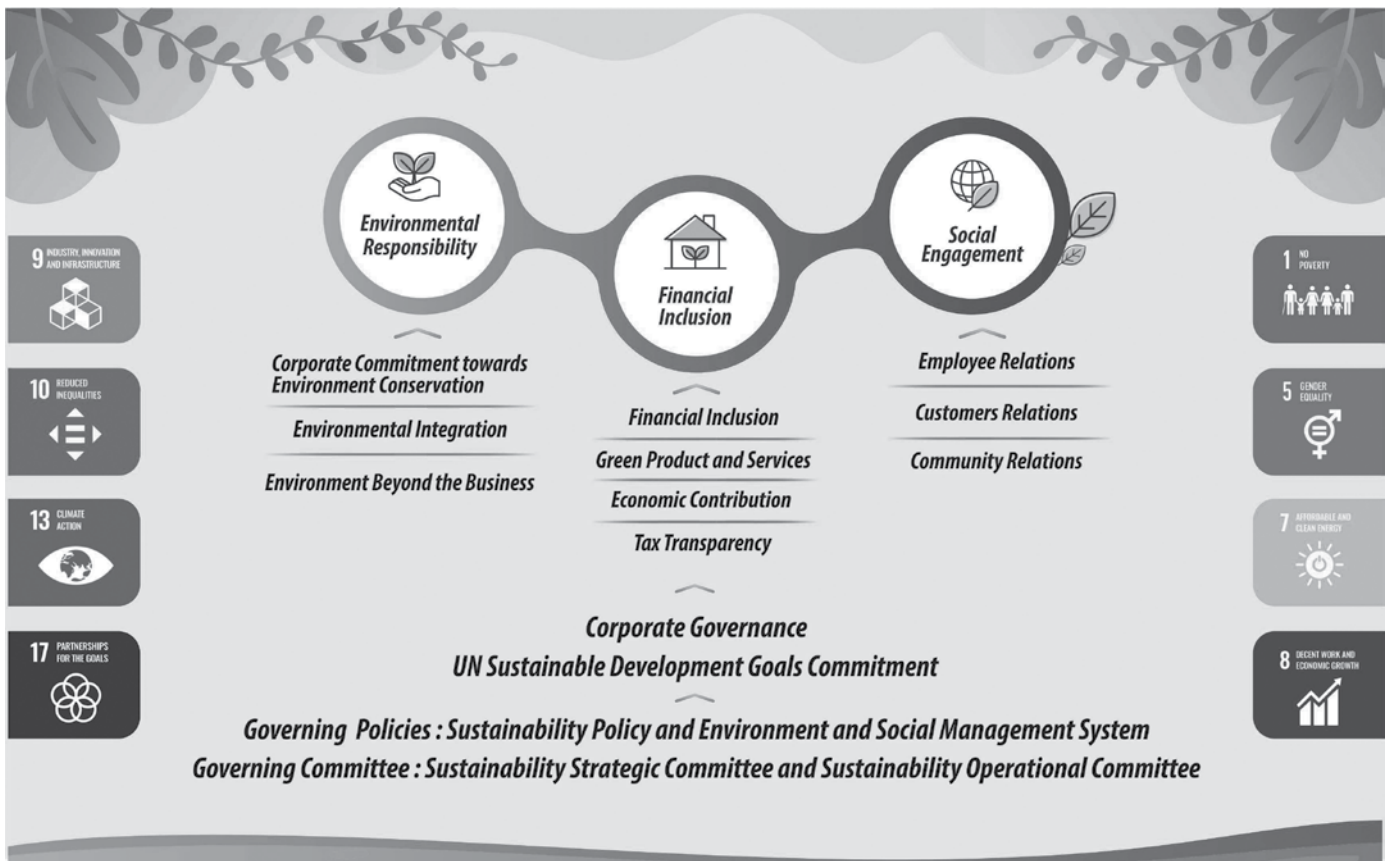 Environmental
Responsibility
Financial
Inclusion
Social
Engagement
Corporate Commitment towards
Environment Conservation
Environmental Integration
Environment Beyond the Business
Financial Inclusion
Green Product and Services
Economic Contribution
Tax Transparency
Employee Relations
Customers Relations
Community Relations
9 INDUSTRY, INNOVATION
AND INFRASTRUCTURE
10 REDUCED
INEQUALITIES
13 CLIMATE
ACTION
17 PARTNERSHIPS
FOR THE GOALS
1 NO
POVERTY
5 GENDER
EQUALITY
7 AFFORDABLE AND
CLEAN ENERGY
8 DECENT WORK AND
ECONOMIC GROWTH
Corporate Governance
UN Sustainable Development Goals Commitment
Governing Policies : Sustainability Policy and Environment and Social Management System
Governing Committee : Sustainability Strategic Committee and Sustainability Operational Committee